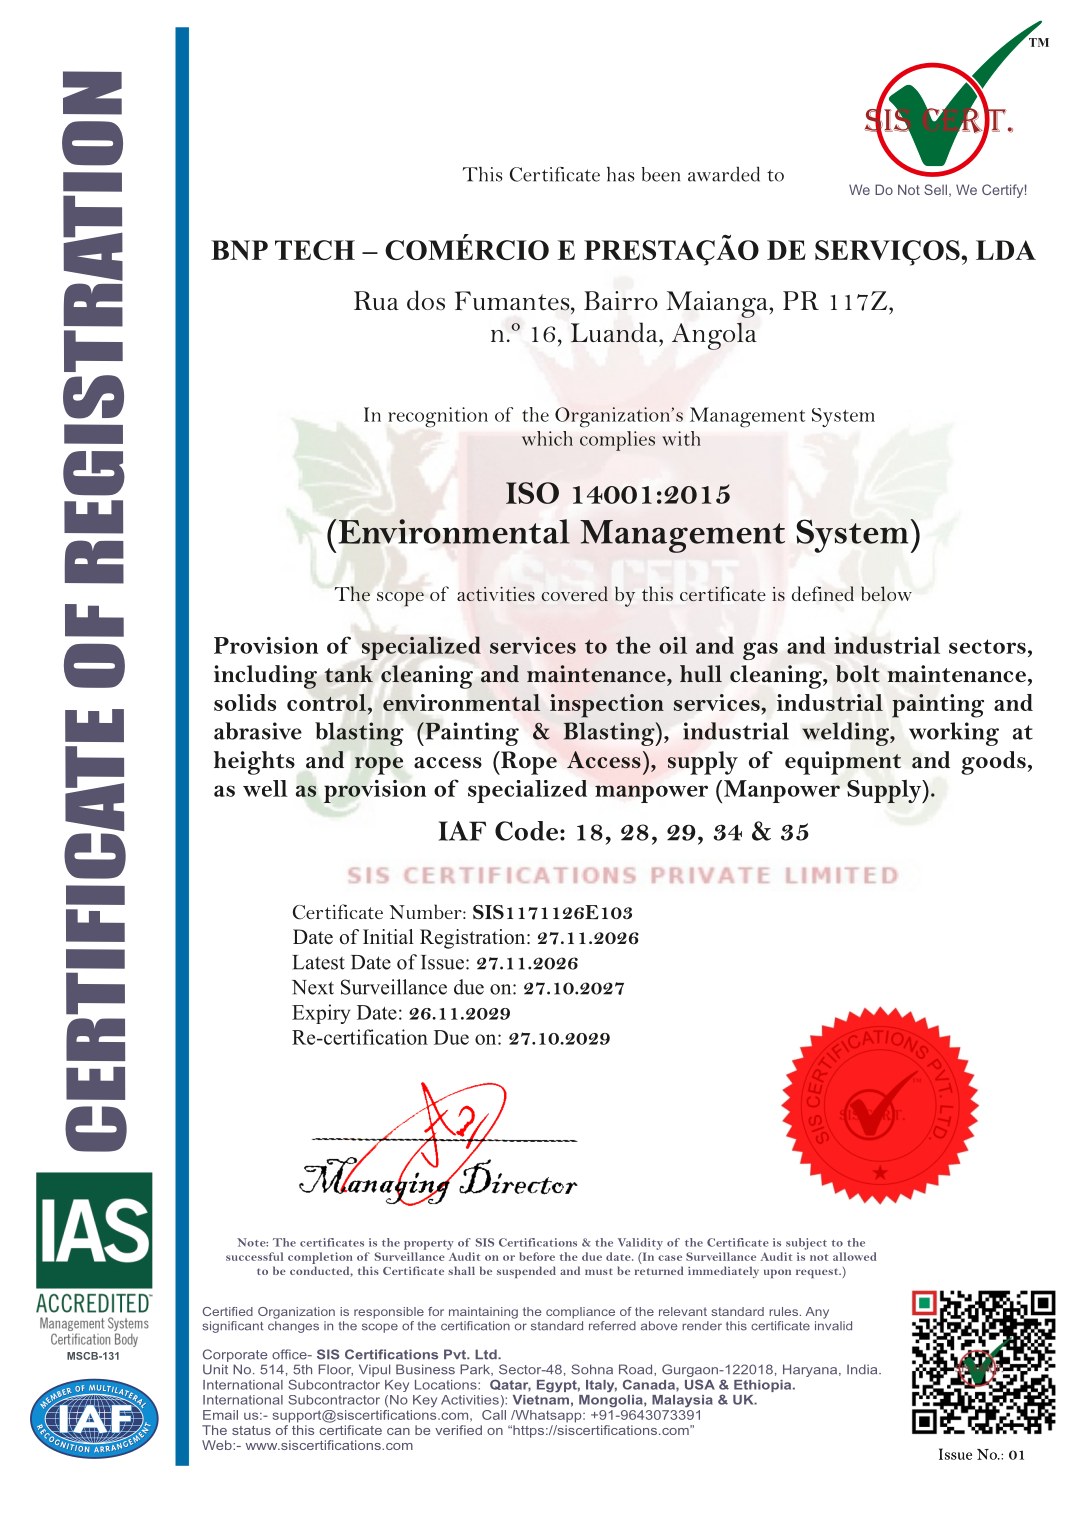 CERTIFICATE OF REGISTRATION
TM
SIS CERT.
We Do Not Sell, We Certify!
This Certificate has been awarded to
BNP TECH – COMÉRCIO E PRESTAÇÃO DE SERVIÇOS, LDA
Rua dos Fumantes, Bairro Maianga, PR 117Z,
n.º 16, Luanda, Angola
In recognition of the Organization's Management System
which complies with
ISO 14001:2015
(Environmental Management System)
SIS CERT
The scope of activities covered by this certificate is defined below
Provision of specialized services to the oil and gas and industrial sectors,
including tank cleaning and maintenance, hull cleaning, bolt maintenance,
solids control, environmental inspection services, industrial painting and
abrasive blasting (Painting & Blasting), industrial welding, working at
heights and rope access (Rope Access), supply of equipment and goods,
as well as provision of specialized manpower (Manpower Supply).
IAF Code: 18, 28, 29, 34 & 35
SIS CERTIFICATIONS PRIVATE LIMITED
Certificate Number: SIS1171126E103
Date of Initial Registration: 27.11.2026
Latest Date of Issue: 27.11.2026
Next Surveillance due on: 27.10.2027
Expiry Date: 26.11.2029
Re-certification Due on: 27.10.2029
Managing Director
SIS CERTIFICATIONS PVT. LTD.
SIS CERT.
TM
Note: The certificates is the property of SIS Certifications & the Validity of the Certificate is subject to the
successful completion of Surveillance Audit on or before the due date. (In case Surveillance Audit is not allowed
to be conducted, this Certificate shall be suspended and must be returned immediately upon request.)
IAS
ACCREDITED
Management Systems
Certification Body
MSCB-131
MEMBER OF MULTILATERAL
IAF
RECOGNITION ARRANGEMENT
Certified Organization is responsible for maintaining the compliance of the relevant standard rules. Any
significant changes in the scope of the certification or standard referred above render this certificate invalid
Corporate office- SIS Certifications Pvt. Ltd.
Unit No. 514, 5th Floor, Vipul Business Park, Sector-48, Sohna Road, Gurgaon-122018, Haryana, India.
International Subcontractor Key Locations: Qatar, Egypt, Italy, Canada, USA & Ethiopia.
International Subcontractor (No Key Activities): Vietnam, Mongolia, Malaysia & UK.
Email us:- support@siscertifications.com, Call /Whatsapp: +91-9643073391
The status of this certificate can be verified on “https://siscertifications.com”
Web:- www.siscertifications.com
Issue No.: 01